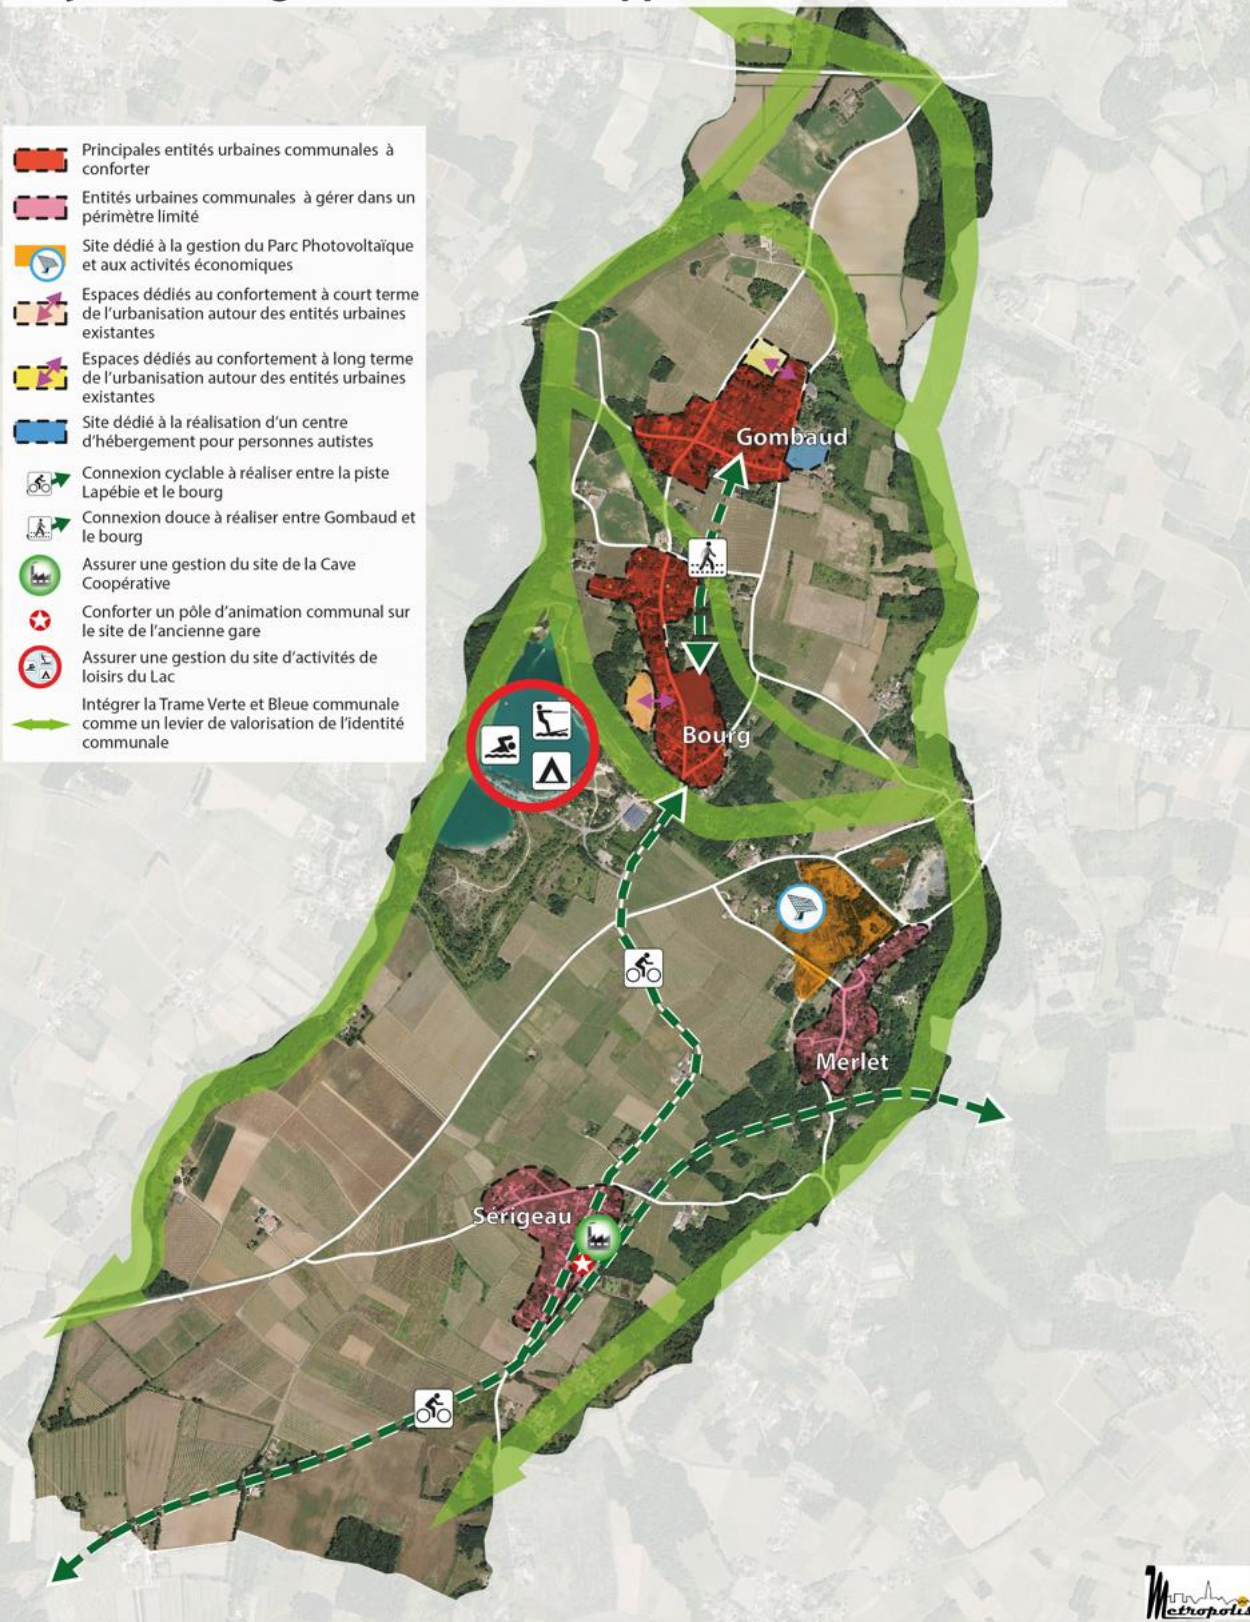 Principales entités urbaines communales à
conforter
Entités urbaines communales à gérer dans un
périmètre limité
Site dédié à la gestion du Parc Photovoltaïque
et aux activités économiques
Espaces dédiés au confortement à court terme
de l'urbanisation autour des entités urbaines
existantes
Espaces dédiés au confortement à long terme
de l'urbanisation autour des entités urbaines
existantes
Site dédié à la réalisation d'un centre
d'hébergement pour personnes autistes
Connexion cyclable à réaliser entre la piste
Lapébie et le bourg
Connexion douce à réaliser entre Gombaud et
le bourg
Assurer une gestion du site de la Cave
Coopérative
Conforter un pôle d'animation communal sur
le site de l'ancienne gare
Assurer une gestion du site d'activités de
loisirs du Lac
Intégrer la Trame Verte et Bleue communale
comme un levier de valorisation de l'identité
communale
Gombaud
Bourg
Merlet
Sérigeau
Metropolis